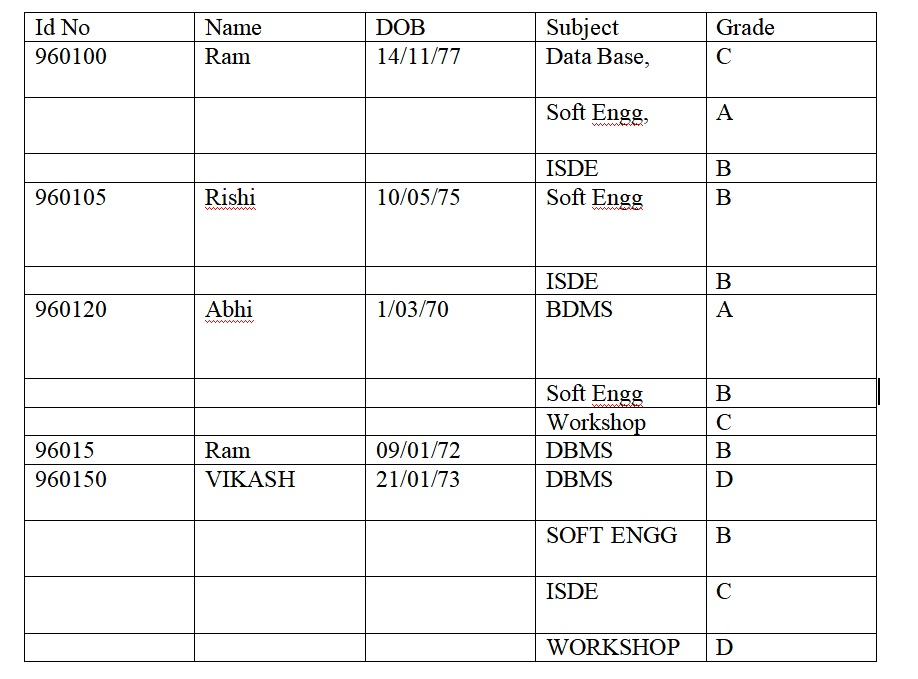 Id No Name DOB Subject Grade
960100 Ram 14/11/77 Data Base, C
Soft Engg, A
ISDE B
960105 Rishi 10/05/75 Soft Engg B
ISDE B
960120 Abhi 1/03/70 BDMS A
Soft Engg B
Workshop C
96015 Ram 09/01/72 DBMS B
960150 VIKASH 21/01/73 DBMS D
SOFT ENGG B
ISDE C
WORKSHOP D